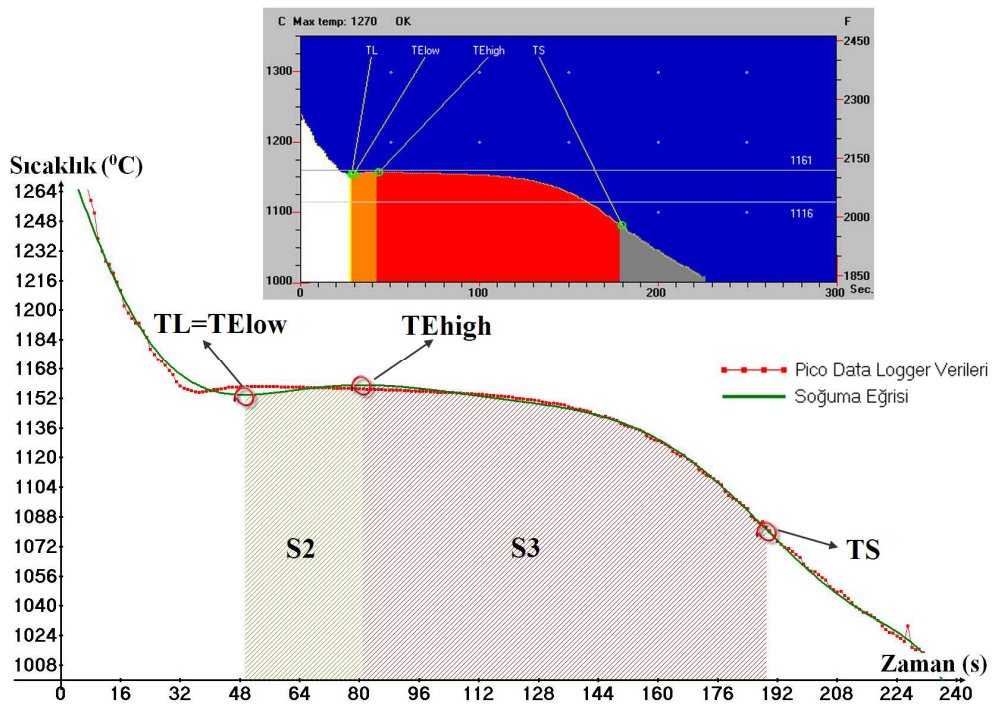 C Max temp: 1270 OK F
TL TElow TEhigh TS
2450
1300
2300
1200
2150
1161
1100
2000
1116
1000
1850
0 100 200 300 Sec.
Sıcaklık (⁰C)
1264
1248
1232
1216
1200
1184
1168
1152
1136
1120
1104
1088
1072
1056
1040
1024
1008
TL=TElow
TEhigh
Pico Data Logger Verileri
Soğuma Eğrisi
S2
S3
TS
Zaman (s)
0 16 32 48 64 80 96 112 128 144 160 176 192 208 224 240